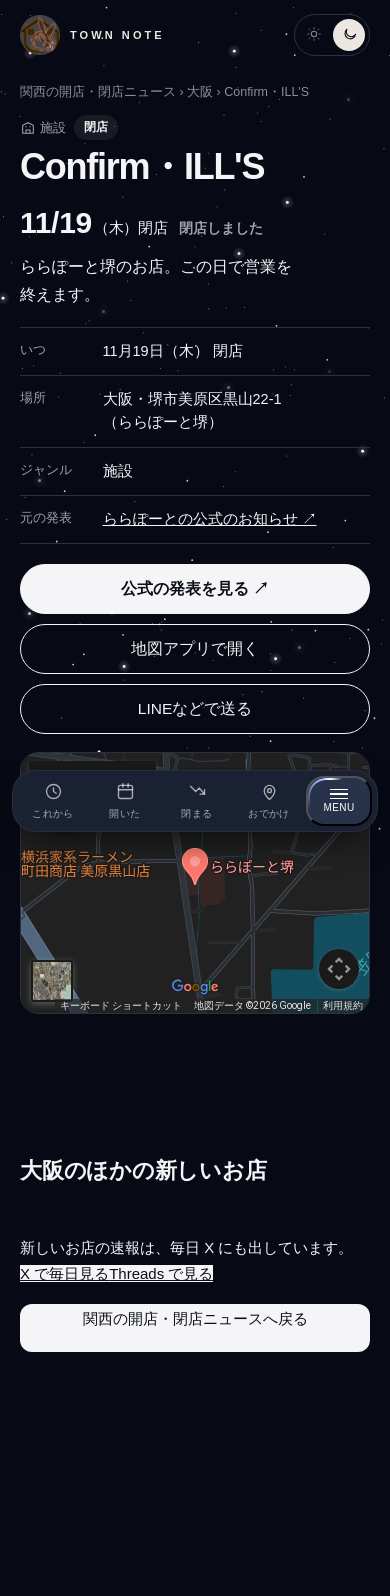 TOWN NOTE
関西の開店・閉店ニュース › 大阪 › Confirm・ILL'S
施設 閉店
Confirm・ILL'S
11/19（木）閉店 閉店しました
ららぽーと堺のお店。この日で営業を
終えます。
いつ 11月19日（木） 閉店
場所 大阪・堺市美原区黒山22-1
（ららぽーと堺）
ジャンル 施設
元の発表 ららぽーとの公式のお知らせ ↗
公式の発表を見る ↗
地図アプリで開く
LINEなどで送る
これから 開いた 閉まる おでかけ MENU
横浜家系ラーメン
町田商店 美原黒山店
ららぽーと堺
Google
キーボード ショートカット 地図データ ©2026 Google 利用規約
大阪のほかの新しいお店
新しいお店の速報は、毎日 X にも出しています。
X で毎日見るThreads で見る
関西の開店・閉店ニュースへ戻る